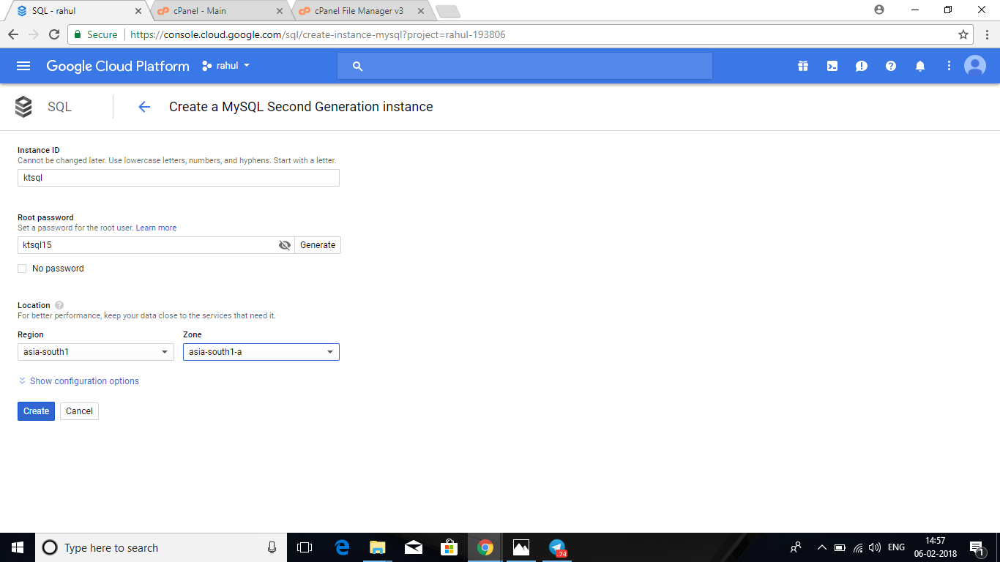 SQL - rahul
cPanel - Main
cPanel File Manager v3
Secure https://console.cloud.google.com/sql/create-instance-mysql?project=rahul-193806
Google Cloud Platform rahul
SQL Create a MySQL Second Generation instance
Instance ID
Cannot be changed later. Use lowercase letters, numbers, and hyphens. Start with a letter.
ktsql
Root password
Set a password for the root user. Learn more
ktsql15 Generate
No password
Location
For better performance, keep your data close to the services that need it.
Region Zone
asia-south1 asia-south1-a
Show configuration options
Create Cancel
Type here to search
74
ENG
14:57
06-02-2018
1